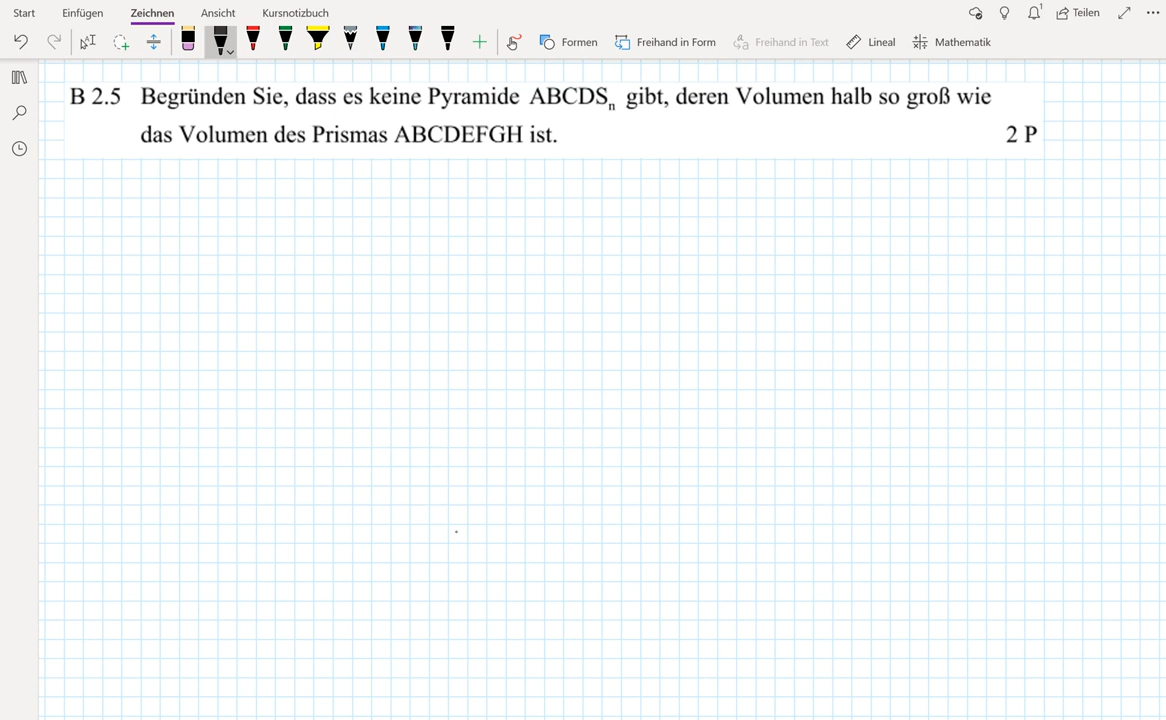 Start Einfügen Zeichnen Ansicht Kursnotizbuch 1 Teilen
Formen Freihand in Form Freihand in Text Lineal Mathematik
B 2.5 Begründen Sie, dass es keine Pyramide ABCDSₙ gibt, deren Volumen halb so groß wie
das Volumen des Prismas ABCDEFGH ist. 2 P